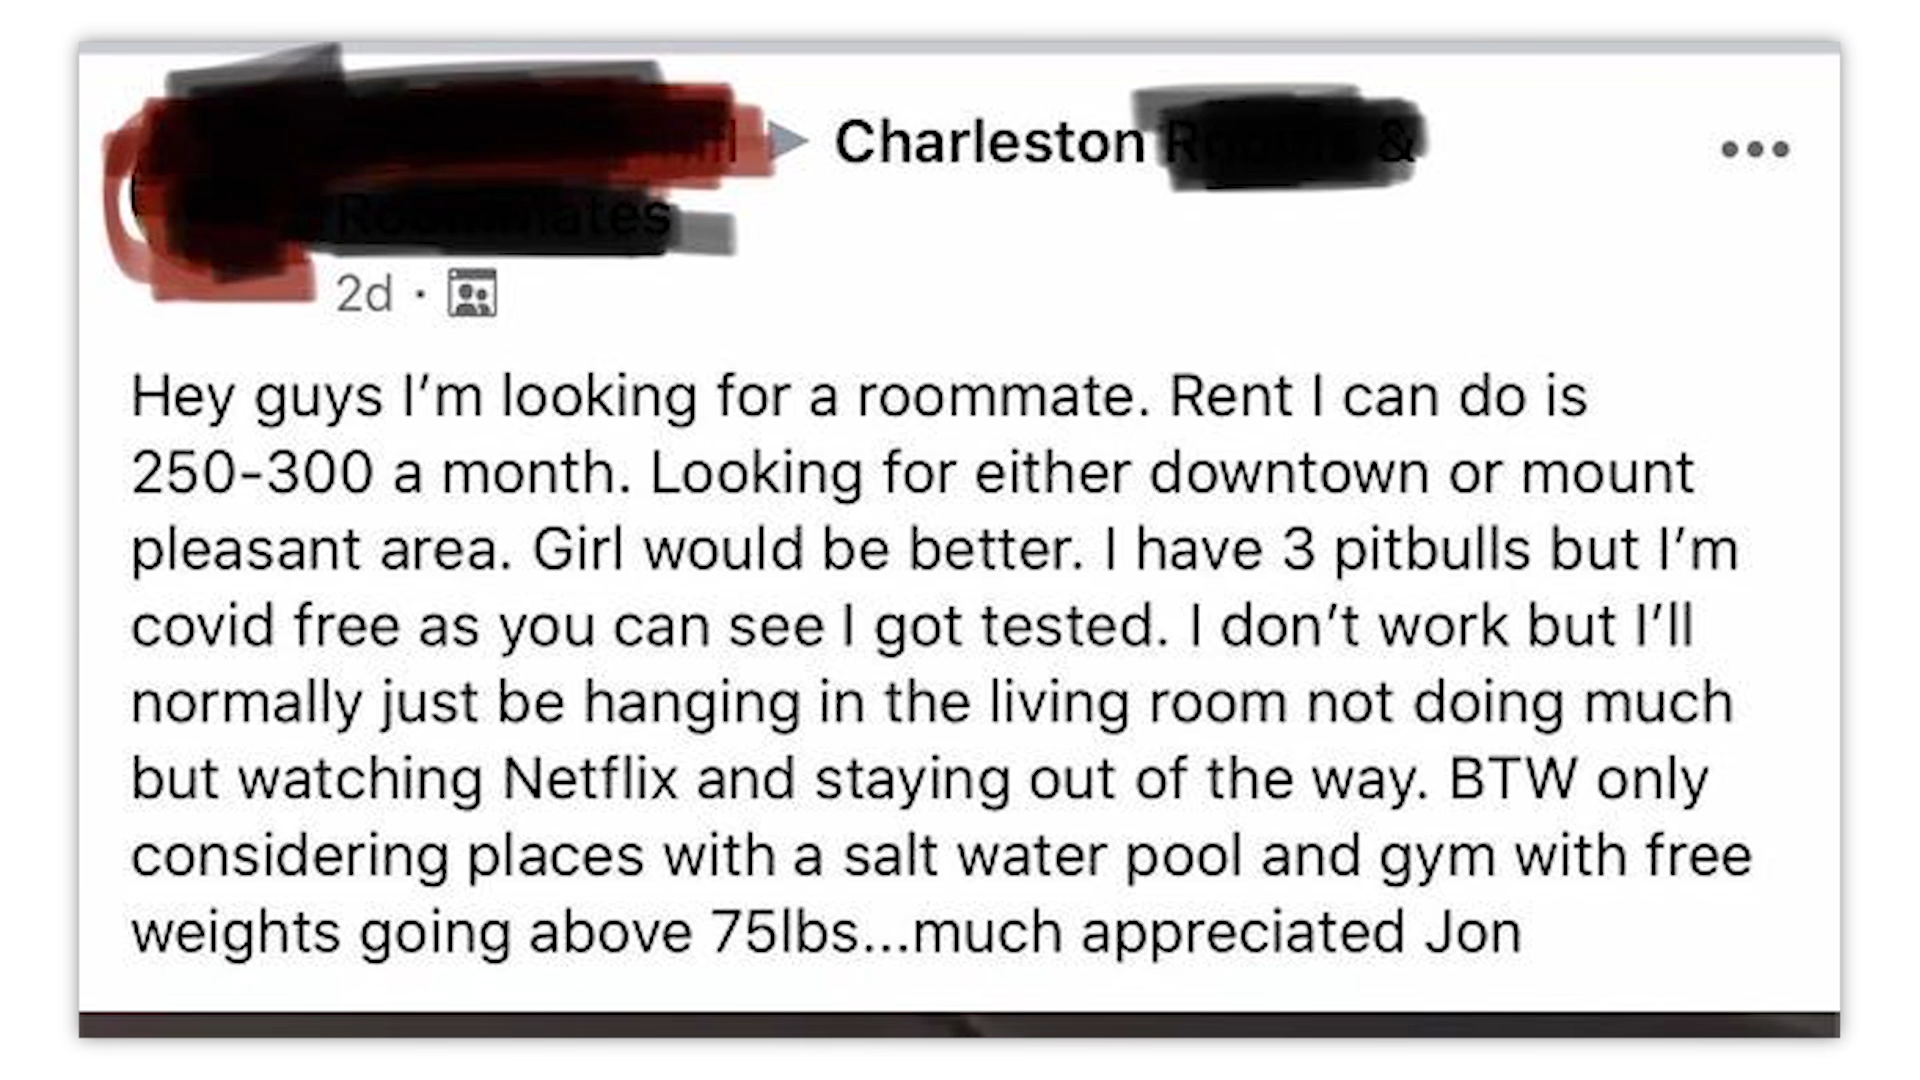 Charleston Rooms &
Roommates
2d ·
Hey guys I’m looking for a roommate. Rent I can do is
250-300 a month. Looking for either downtown or mount
pleasant area. Girl would be better. I have 3 pitbulls but I’m
covid free as you can see I got tested. I don’t work but I’ll
normally just be hanging in the living room not doing much
but watching Netflix and staying out of the way. BTW only
considering places with a salt water pool and gym with free
weights going above 75lbs...much appreciated Jon